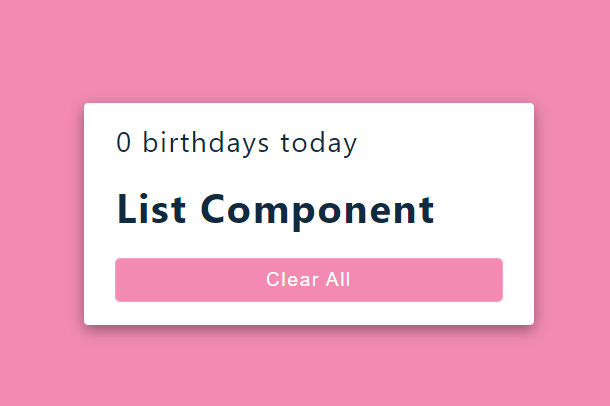 0 birthdays today
List Component
Clear All